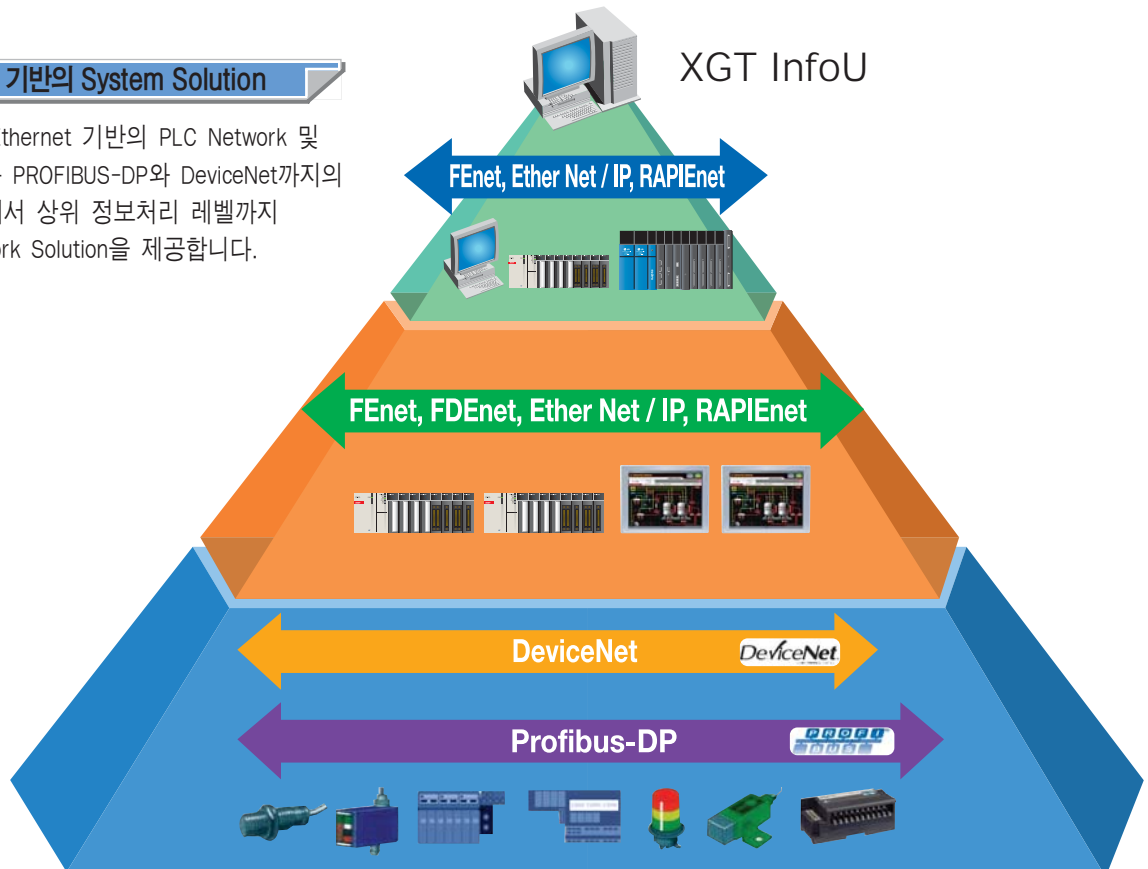 기반의 System Solution
XGT InfoU
thernet 기반의 PLC Network 및
PROFIBUS-DP와 DeviceNet까지의
서 상위 정보처리 레벨까지
rk Solution을 제공합니다.
FEnet, Ether Net / IP, RAPIEnet
FEnet, FDEnet, Ether Net / IP, RAPIEnet
DeviceNet
DeviceNet
Profibus-DP
PROFI
BUS